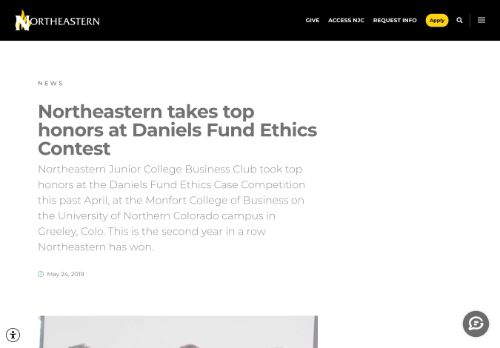 NORTHEASTERN
GIVE ACCESS NJC REQUEST INFO Apply
NEWS
Northeastern takes top
honors at Daniels Fund Ethics
Contest
Northeastern Junior College Business Club took top
honors at the Daniels Fund Ethics Case Competition
this past April, at the Monfort College of Business on
the University of Northern Colorado campus in
Greeley, Colo. This is the second year in a row
Northeastern has won.
May 24, 2019